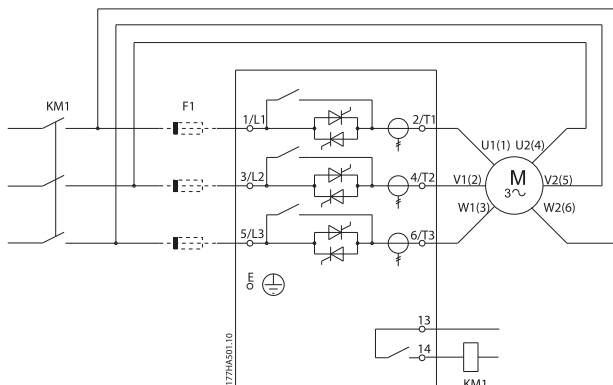 KM1
F1
1/L1
2/T1
3/L2
4/T2
5/L3
6/T3
U1(1)
U2(4)
V1(2)
M
3~
V2(5)
W1(3)
W2(6)
E
13
14
KM1
177HA501.10